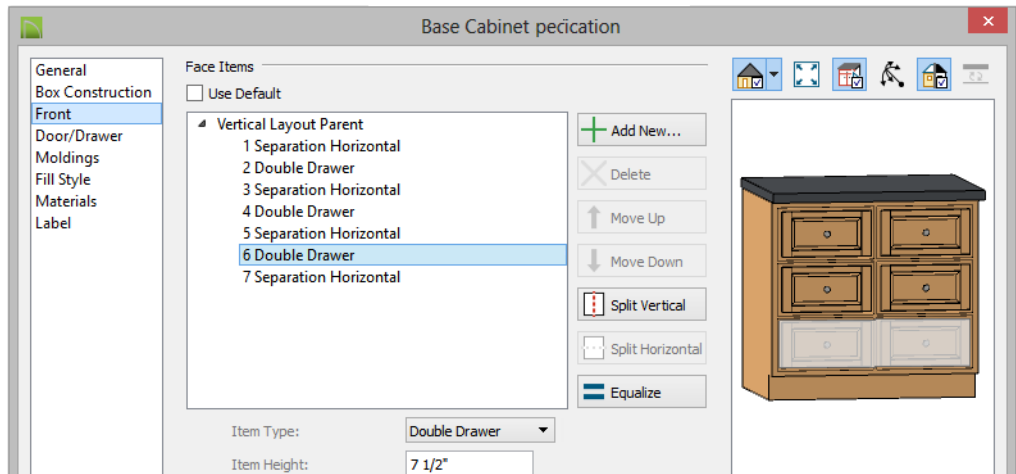 Base Cabinet pecification
General
Box Construction
Front
Door/Drawer
Moldings
Fill Style
Materials
Label
Face Items
Use Default
Vertical Layout Parent
1 Separation Horizontal
2 Double Drawer
3 Separation Horizontal
4 Double Drawer
5 Separation Horizontal
6 Double Drawer
7 Separation Horizontal
Add New...
Delete
Move Up
Move Down
Split Vertical
Split Horizontal
Equalize
Item Type:
Double Drawer
Item Height:
7 1/2"